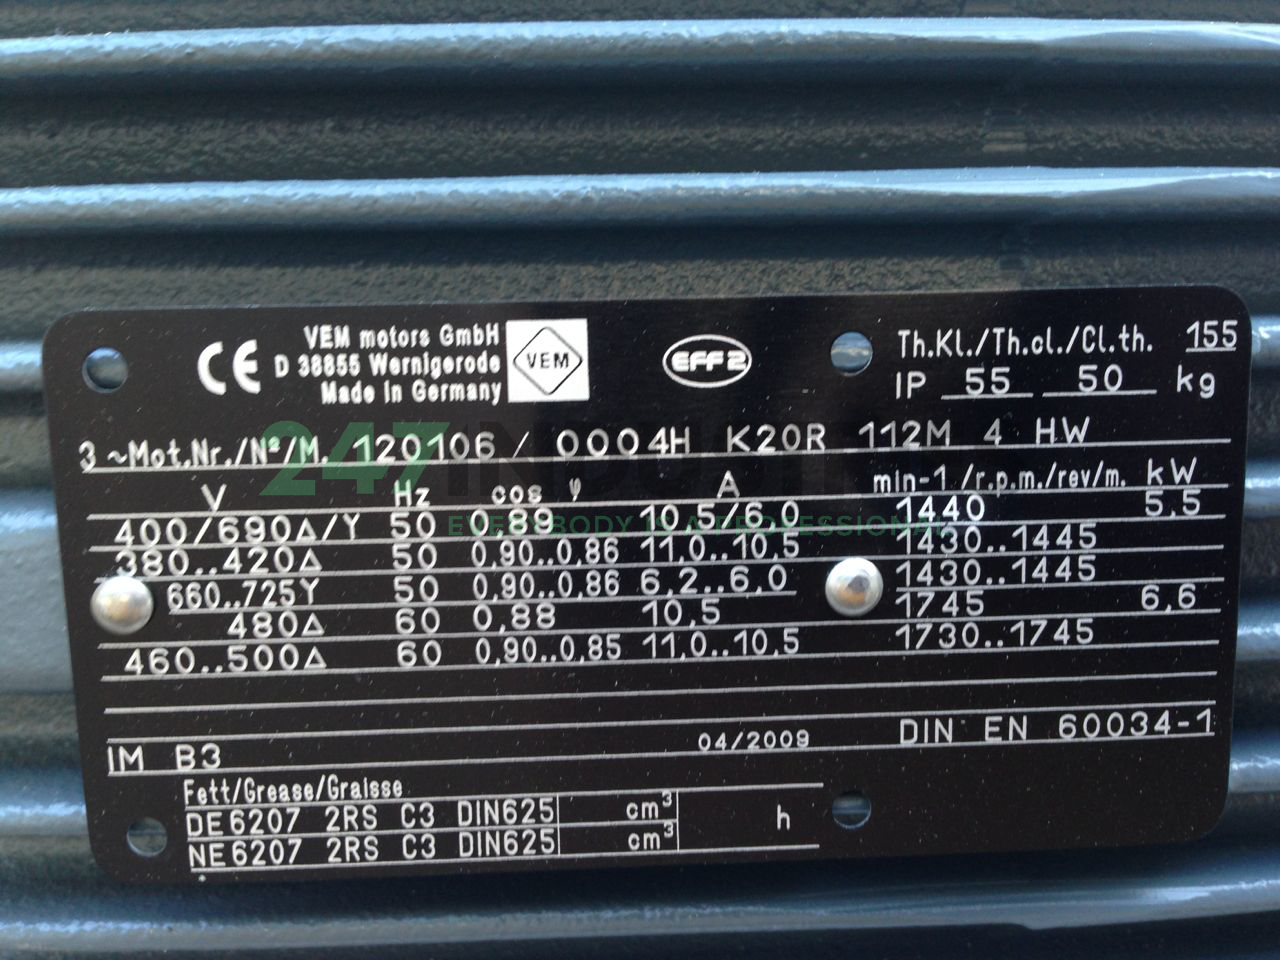 VEM motors GmbH
D 38855 Wernigerode
Made in Germany
CE
VEM
EFF2
Th.Kl./Th.cl./Cl.th. 155
IP 55 50 kg
3 ~Mot.Nr./Nº/M. 120106 / 0004H K20R 112M 4 HW
V Hz cos φ A min-1 /r.p.m./rev/m. kW
400/690Δ/Y 50 0,89 10,5/6,0 1440 5,5
380..420Δ 50 0,90..0,86 11,0..10,5 1430..1445
660..725Y 50 0,90..0,86 6,2..6,0 1430..1445
480Δ 60 0,88 10,5 1745 6,6
460..500Δ 60 0,90..0,85 11,0..10,5 1730..1745
IM B3 04/2009 DIN EN 60034-1
Fett/Grease/Graisse
DE 6207 2RS C3 DIN625 cm³ h
NE 6207 2RS C3 DIN625 cm³
247
EVERYBODY IS A PROFESSIONAL